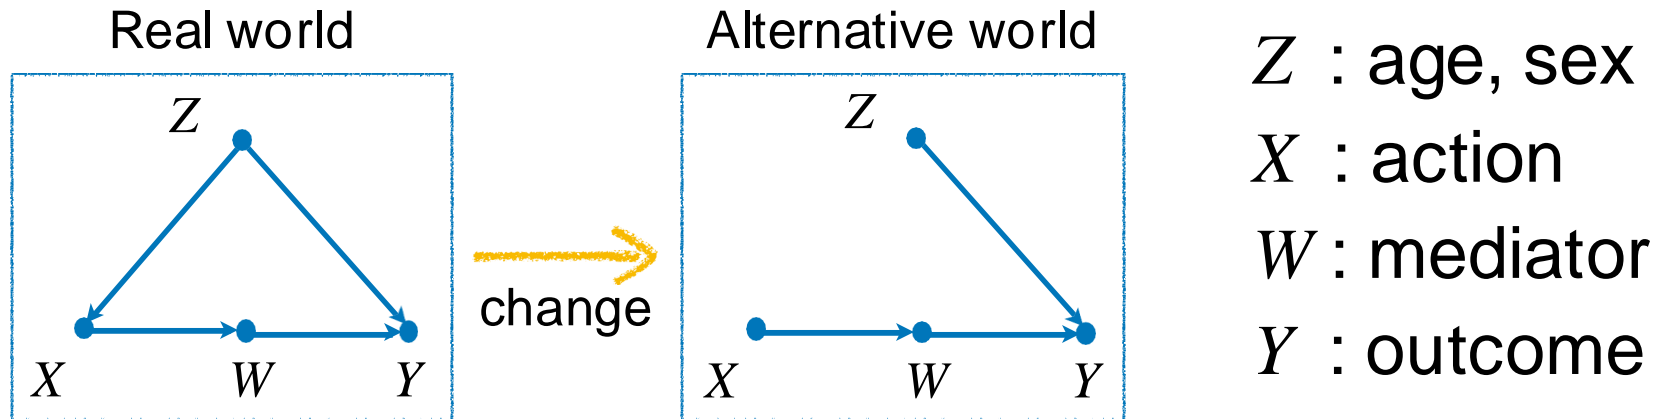 Real world
Z
X W Y
change
Alternative world
Z
X W Y
Z : age, sex
X : action
W : mediator
Y : outcome